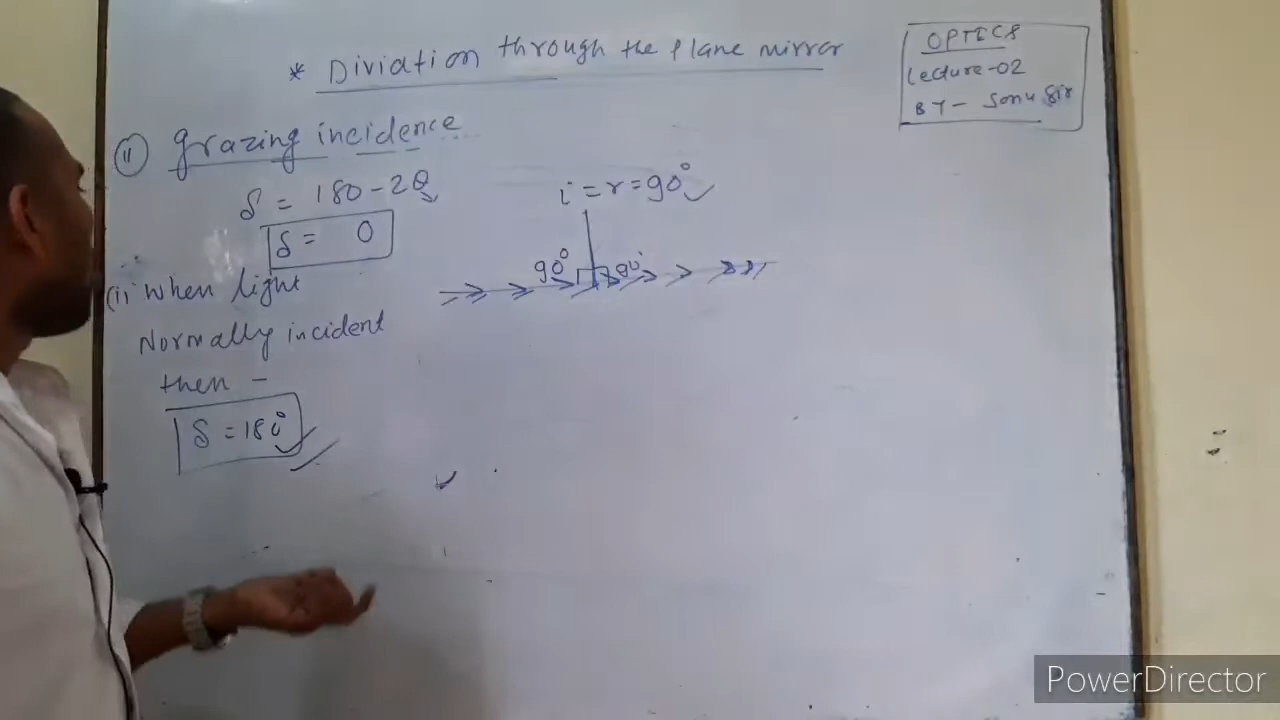 * Diviation through the Plane mirror
OPTICS
Lecture-02
BY- Sonu Sir
(ii) grazing incidence
δ = 180-2θ
δ = 0
i = r = 90°
90° 90°
(i) When light
Normally incident
then -
δ = 180°
PowerDirector